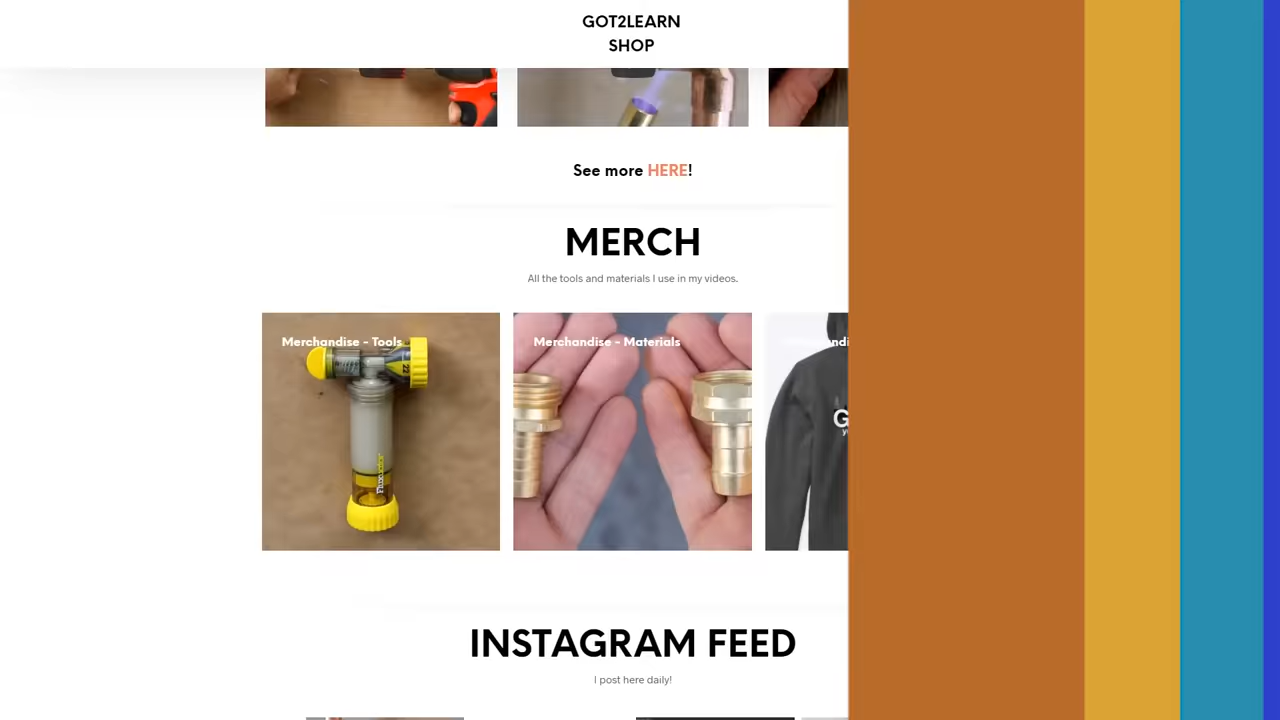 GOT2LEARN
SHOP
See more HERE!
MERCH
All the tools and materials I use in my videos.
Merchandise - Tools
Merchandise - Materials
INSTAGRAM FEED
I post here daily!